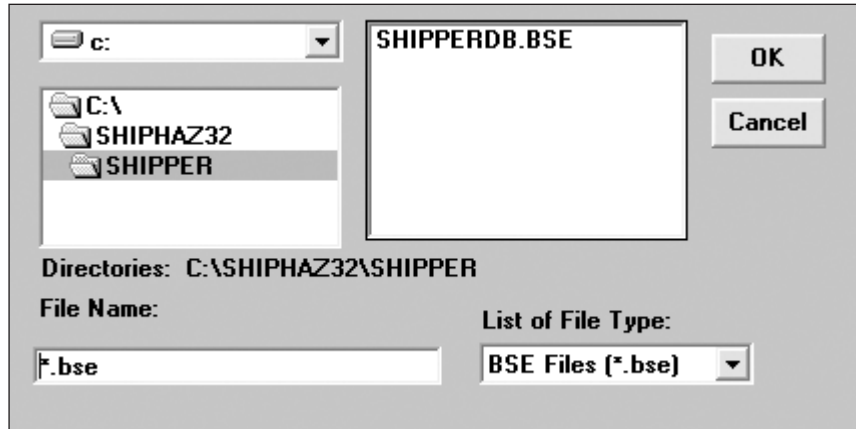 c:
SHIPPERDB.BSE
OK
C:\
SHIPHAZ32
SHIPPER
Cancel
Directories: C:\SHIPHAZ32\SHIPPER
File Name:
List of File Type:
*.bse
BSE Files (*.bse)